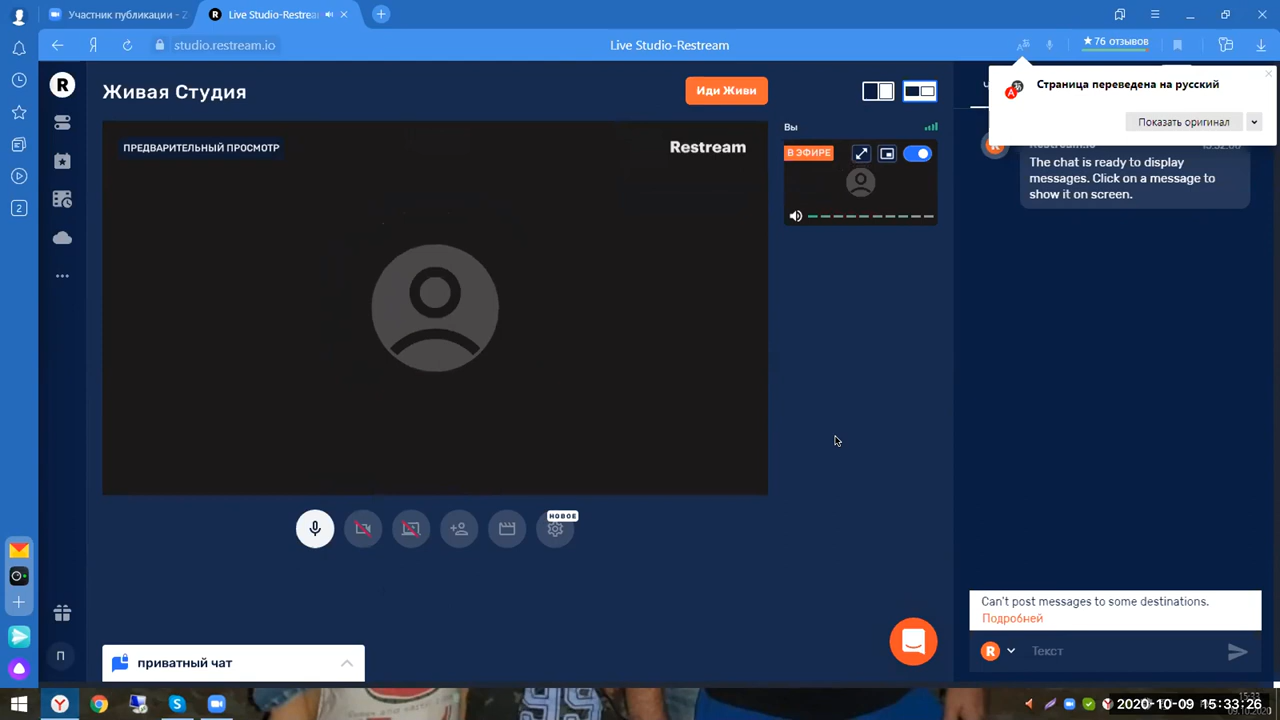 Участник публикации - Z
Live Studio-Restream
studio.restream.io
Live Studio-Restream
★76 отзывов
Страница переведена на русский
Показать оригинал
Живая Студия
Иди Живи
ПРЕДВАРИТЕЛЬНЫЙ ПРОСМОТР
Restream
Вы
В ЭФИРЕ
The chat is ready to display
messages. Click on a message to
show it on screen.
НОВОЕ
приватный чат
Can't post messages to some destinations.
Подробней
Текст
П
2
2020-10-09 15:33:26